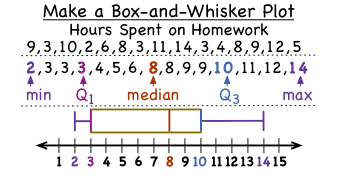 Make a Box-and-Whisker Plot
Hours Spent on Homework
9,3,10,2,6,8,3,11,14,3,4,8,9,12,5
2,3,3,3,4,5,6,8,8,9,9,10,11,12,14
min Q1 median Q3 max
1 2 3 4 5 6 7 8 9 10 11 12 13 14 15